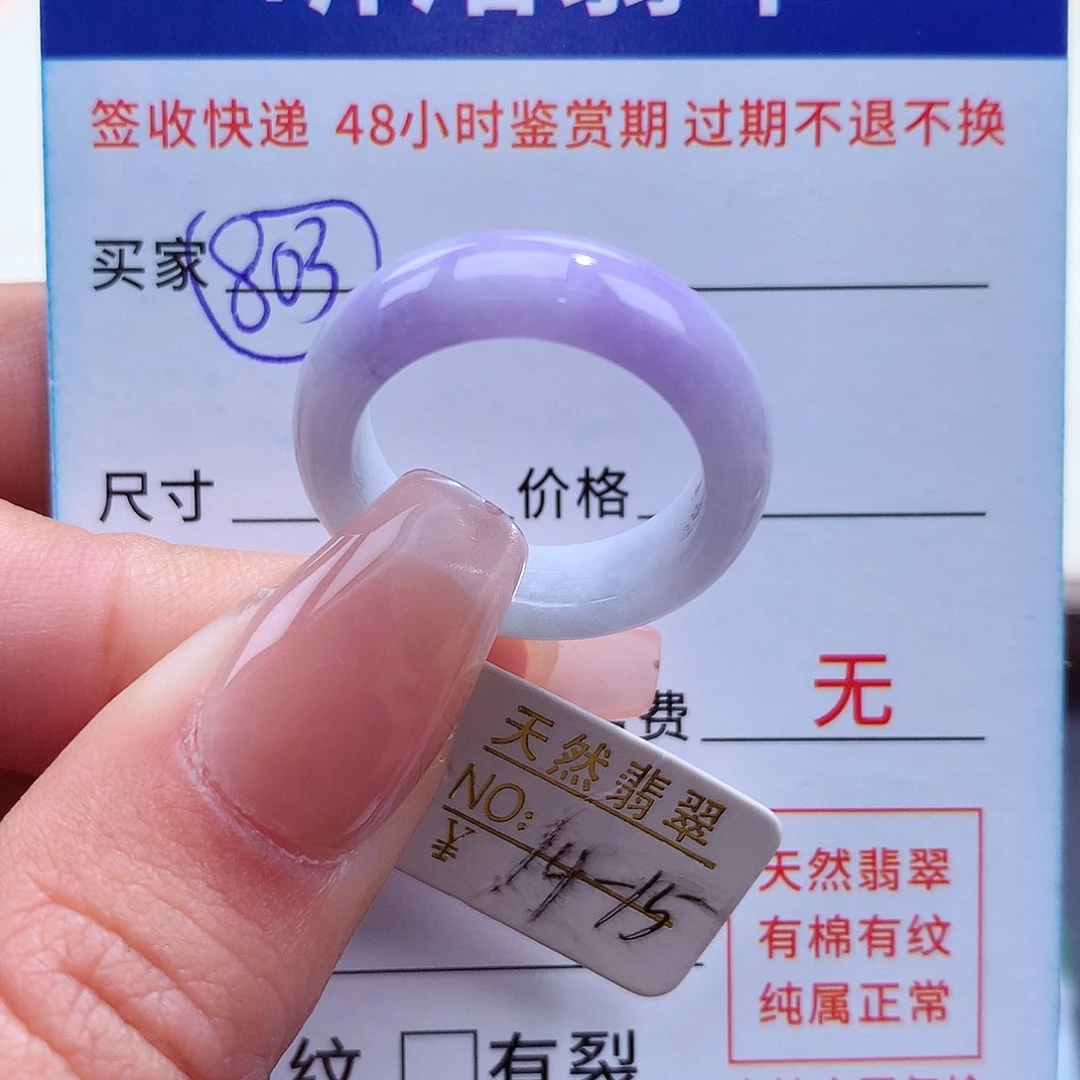 签收快递 48小时鉴赏期 过期不退不换
买家 803
尺寸 价格
费 无
天然翡翠
NO:
天然翡翠
有棉有纹
纯属正常
纹 有裂